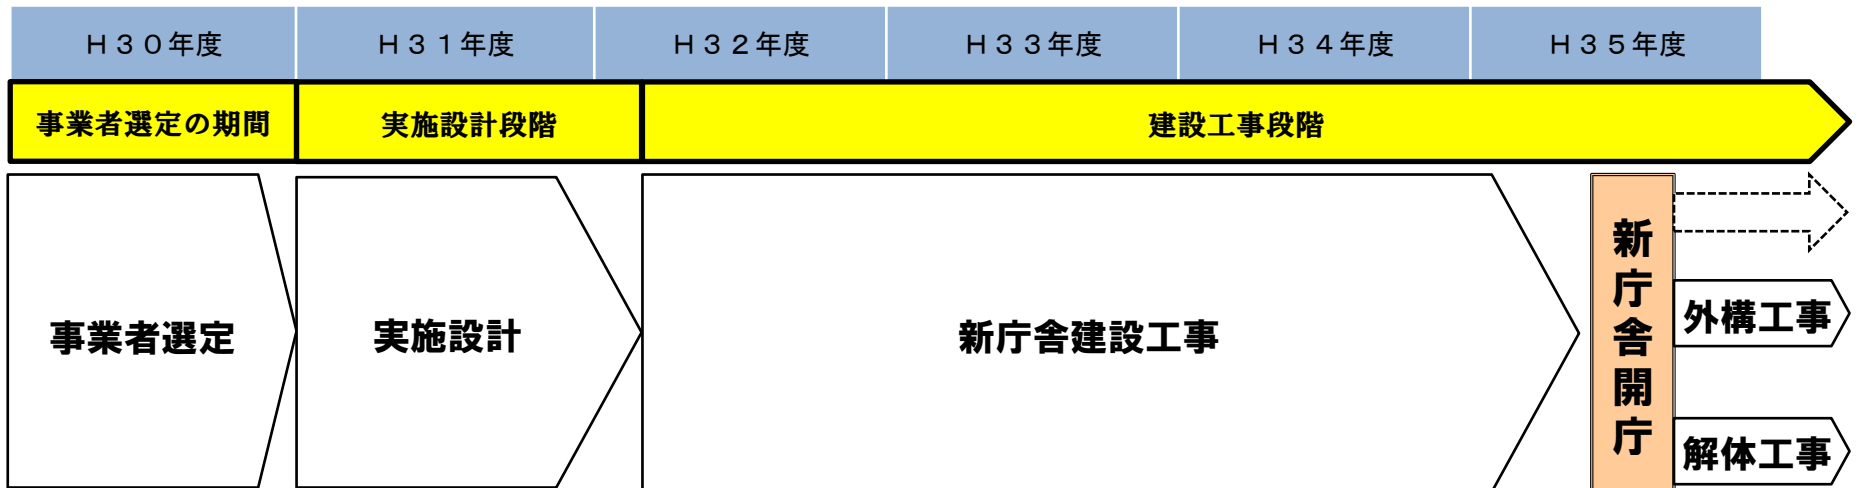 Ｈ３０年度
Ｈ３１年度
Ｈ３２年度
Ｈ３３年度
Ｈ３４年度
Ｈ３５年度
事業者選定の期間
実施設計段階
建設工事段階
事業者選定
実施設計
新庁舎建設工事
新庁舎開庁
外構工事
解体工事